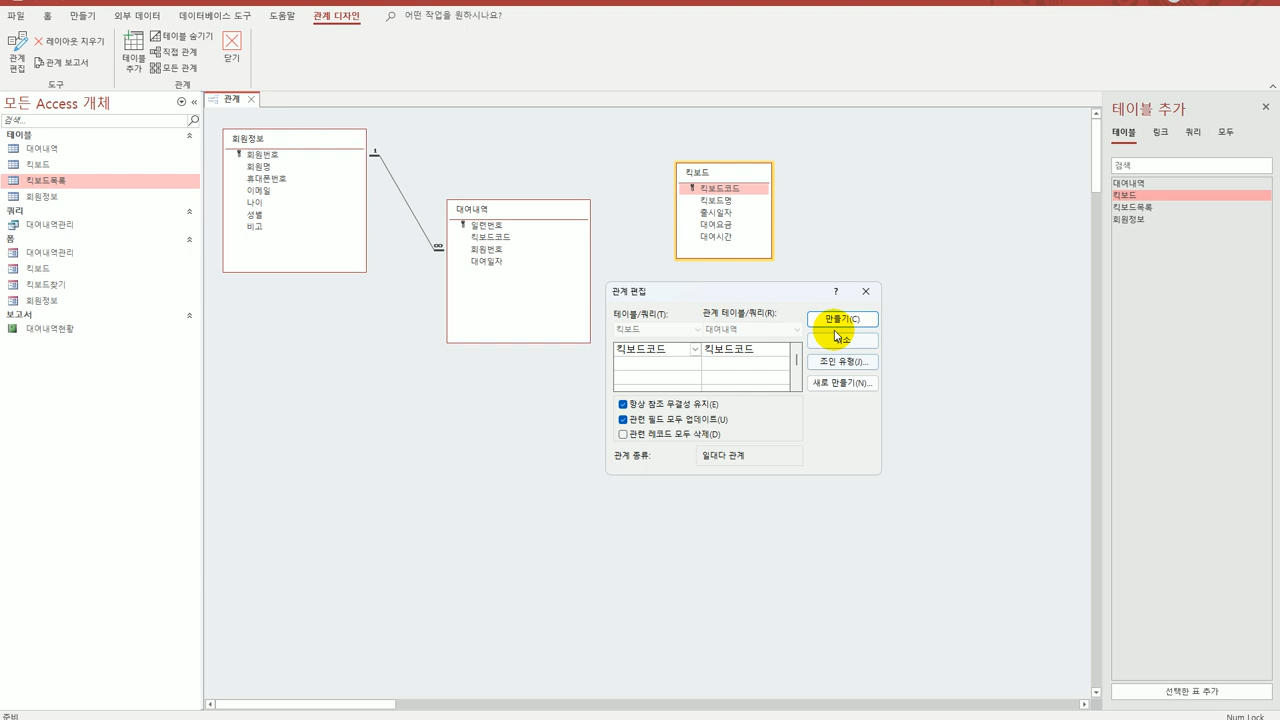 파일 홈 만들기 외부 데이터 데이터베이스 도구 도움말 관계 디자인 어떤 작업을 원하시나요?
관계 편집
레이아웃 지우기
관계 보고서
도구
테이블 추가
테이블 숨기기
직접 관계
모든 관계
닫기
관계
모든 Access 개체
검색...
테이블
대여내역
킥보드
킥보드목록
회원정보
쿼리
대여내역관리
폼
대여내역관리
킥보드
킥보드찾기
회원정보
보고서
대여내역현황
관계
회원정보
회원번호
회원명
휴대폰번호
이메일
나이
성별
비고
1
∞
대여내역
일련번호
킥보드코드
회원번호
대여일자
킥보드
킥보드코드
킥보드명
출시일자
대여요금
대여시간
관계 편집 ?
테이블/쿼리(T): 관계 테이블/쿼리(R):
킥보드 대여내역
킥보드코드 킥보드코드
항상 참조 무결성 유지(E)
관련 필드 모두 업데이트(U)
관련 레코드 모두 삭제(D)
관계 종류: 일대다 관계
만들기(C)
취소
조인 유형(J)...
새로 만들기(N)...
테이블 추가
테이블 링크 쿼리 모두
검색
대여내역
킥보드
킥보드목록
회원정보
선택한 표 추가
준비
Num Lock